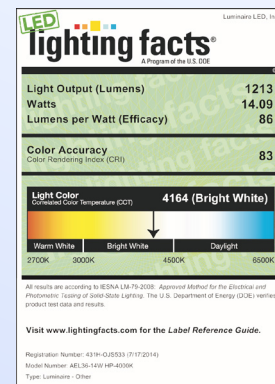 Luminaire LED, In
LED
lighting facts®
A Program of the U.S. DOE
Light Output (Lumens) 1213
Watts 14.09
Lumens per Watt (Efficacy) 86
Color Accuracy
Color Rendering Index (CRI) 83
Light Color
Correlated Color Temperature (CCT) 4164 (Bright White)
Warm White Bright White Daylight
2700K 3000K 4500K 6500K
All results are according to IESNA LM-79-2008: Approved Method for the Electrical and
Photometric Testing of Solid-State Lighting. The U.S. Department of Energy (DOE) verifies
product test data and results.
Visit www.lightingfacts.com for the Label Reference Guide.
Registration Number: 431H-OJS533 (7/17/2014)
Model Number: AEL36-14W HP-4000K
Type: Luminaire - Other